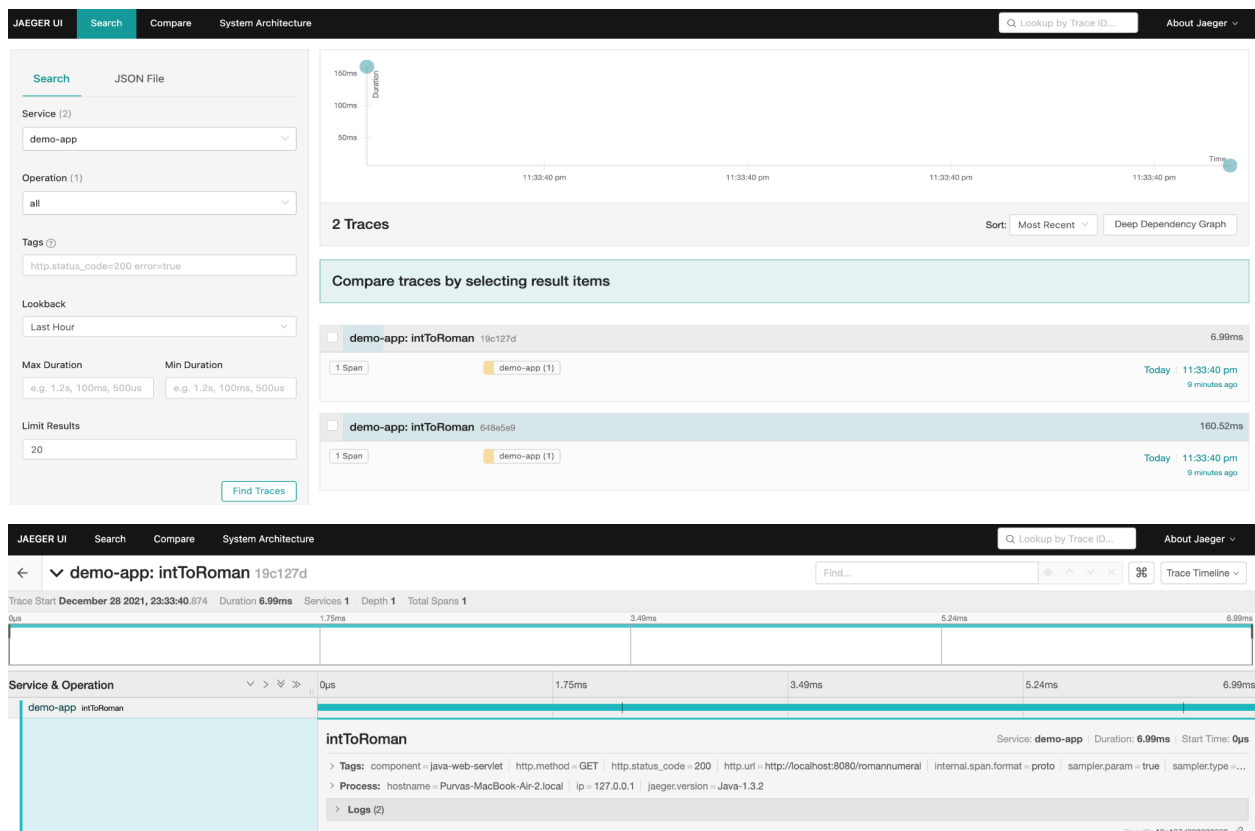 JAEGER UI Search Compare System Architecture Lookup by Trace ID... About Jaeger
Search JSON File
Service (2)
demo-app
Operation (1)
all
Tags
http.status_code=200 error=true
Lookback
Last Hour
Max Duration Min Duration
e.g. 1.2s, 100ms, 500us e.g. 1.2s, 100ms, 500us
Limit Results
20
Find Traces
150ms
Duration
100ms
50ms
Time
11:33:40 pm 11:33:40 pm 11:33:40 pm 11:33:40 pm
2 Traces Sort: Most Recent Deep Dependency Graph
Compare traces by selecting result items
demo-app: intToRoman 19c127d 6.99ms
1 Span demo-app (1) Today 11:33:40 pm
9 minutes ago
demo-app: intToRoman 648e5e9 160.52ms
1 Span demo-app (1) Today 11:33:40 pm
9 minutes ago
JAEGER UI Search Compare System Architecture Lookup by Trace ID... About Jaeger
demo-app: intToRoman 19c127d Find... ⌘ Trace Timeline
Trace Start December 28 2021, 23:33:40.874 Duration 6.99ms Services 1 Depth 1 Total Spans 1
0μs 1.75ms 3.49ms 5.24ms 6.99ms
Service & Operation 0μs 1.75ms 3.49ms 5.24ms 6.99ms
demo-app intToRoman
intToRoman Service: demo-app Duration: 6.99ms Start Time: 0μs
> Tags: component = java-web-servlet http.method = GET http.status_code = 200 http.url = http://localhost:8080/romannumeral internal.span.format = proto sampler.param = true sampler.type =...
> Process: hostname = Purvas-MacBook-Air-2.local ip = 127.0.0.1 jaeger.version = Java-1.3.2
> Logs (2)